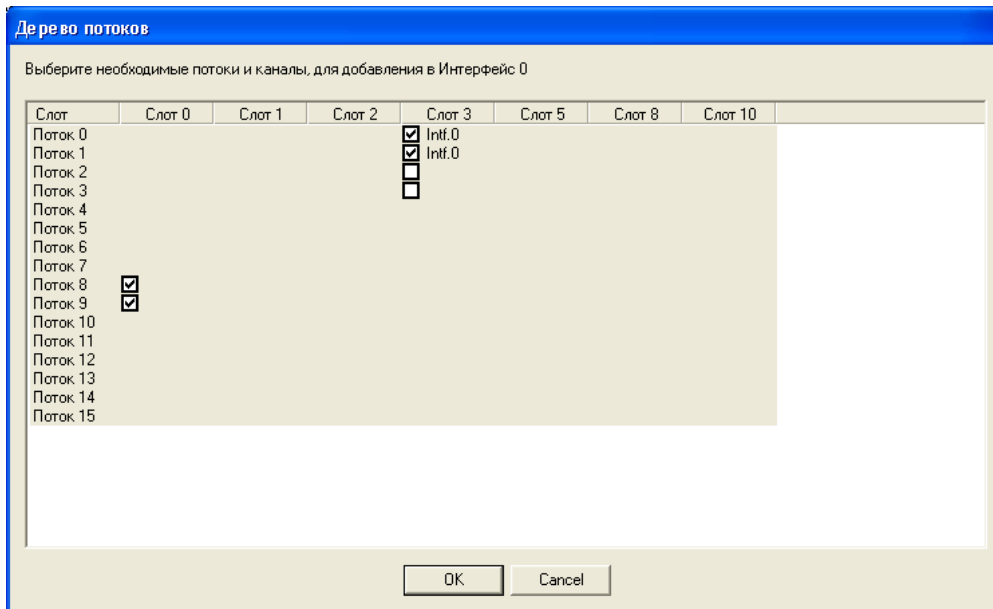 Дерево потоков
Выберите необходимые потоки и каналы, для добавления в Интерфейс 0
Слот Слот 0 Слот 1 Слот 2 Слот 3 Слот 5 Слот 8 Слот 10
Поток 0 Intf.0
Поток 1 Intf.0
Поток 2
Поток 3
Поток 4
Поток 5
Поток 6
Поток 7
Поток 8
Поток 9
Поток 10
Поток 11
Поток 12
Поток 13
Поток 14
Поток 15
OK Cancel